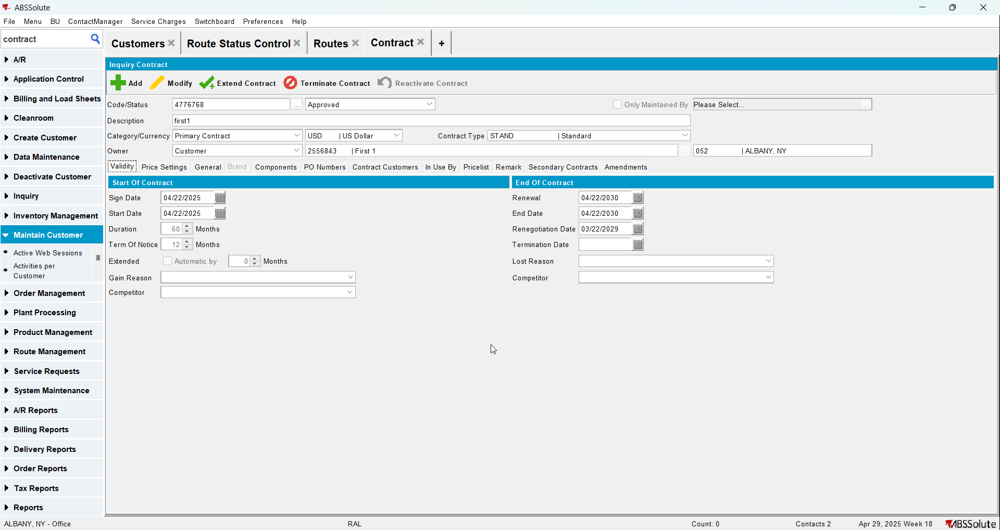 ABSSolute
File Menu BU ContactManager Service Charges Switchboard Preferences Help
contract
Customers Route Status Control Routes Contract +
A/R
Application Control
Billing and Load Sheets
Cleanroom
Create Customer
Data Maintenance
Deactivate Customer
Inquiry
Inventory Management
Maintain Customer
Active Web Sessions
Activities per
Customer
Order Management
Plant Processing
Product Management
Route Management
Service Requests
System Maintenance
A/R Reports
Billing Reports
Delivery Reports
Order Reports
Tax Reports
Reports
Inquiry Contract
Add Modify Extend Contract Terminate Contract Reactivate Contract
Code/Status 4776768 ... Approved Only Maintained By Please Select... ...
Description first1
Category/Currency Primary Contract USD | US Dollar Contract Type STAND | Standard
Owner Customer 2556843 | First 1 ... 052 | ALBANY, NY
Validity Price Settings General Brand Components PO Numbers Contract Customers In Use By Pricelist Remark Secondary Contracts Amendments
Start Of Contract
Sign Date 04/22/2025 16
Start Date 04/22/2025 16
Duration 60 Months
Term Of Notice 12 Months
Extended Automatic by 0 Months
Gain Reason
Competitor
End Of Contract
Renewal 04/22/2030 16
End Date 04/22/2030 16
Renegotiation Date 03/22/2029 16
Termination Date 16
Lost Reason
Competitor
ALBANY, NY - Office RAL Count: 0 Contacts 2 Apr 29, 2025 Week 18 ABSSolute